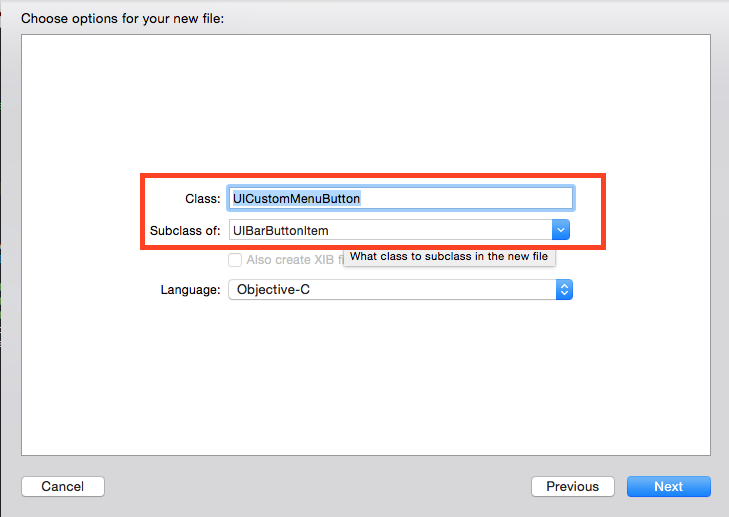 Choose options for your new file:
Class: UICustomMenuButton
Subclass of: UIBarButtonItem
What class to subclass in the new file
Also create XIB fi
Language: Objective-C
Cancel Previous Next